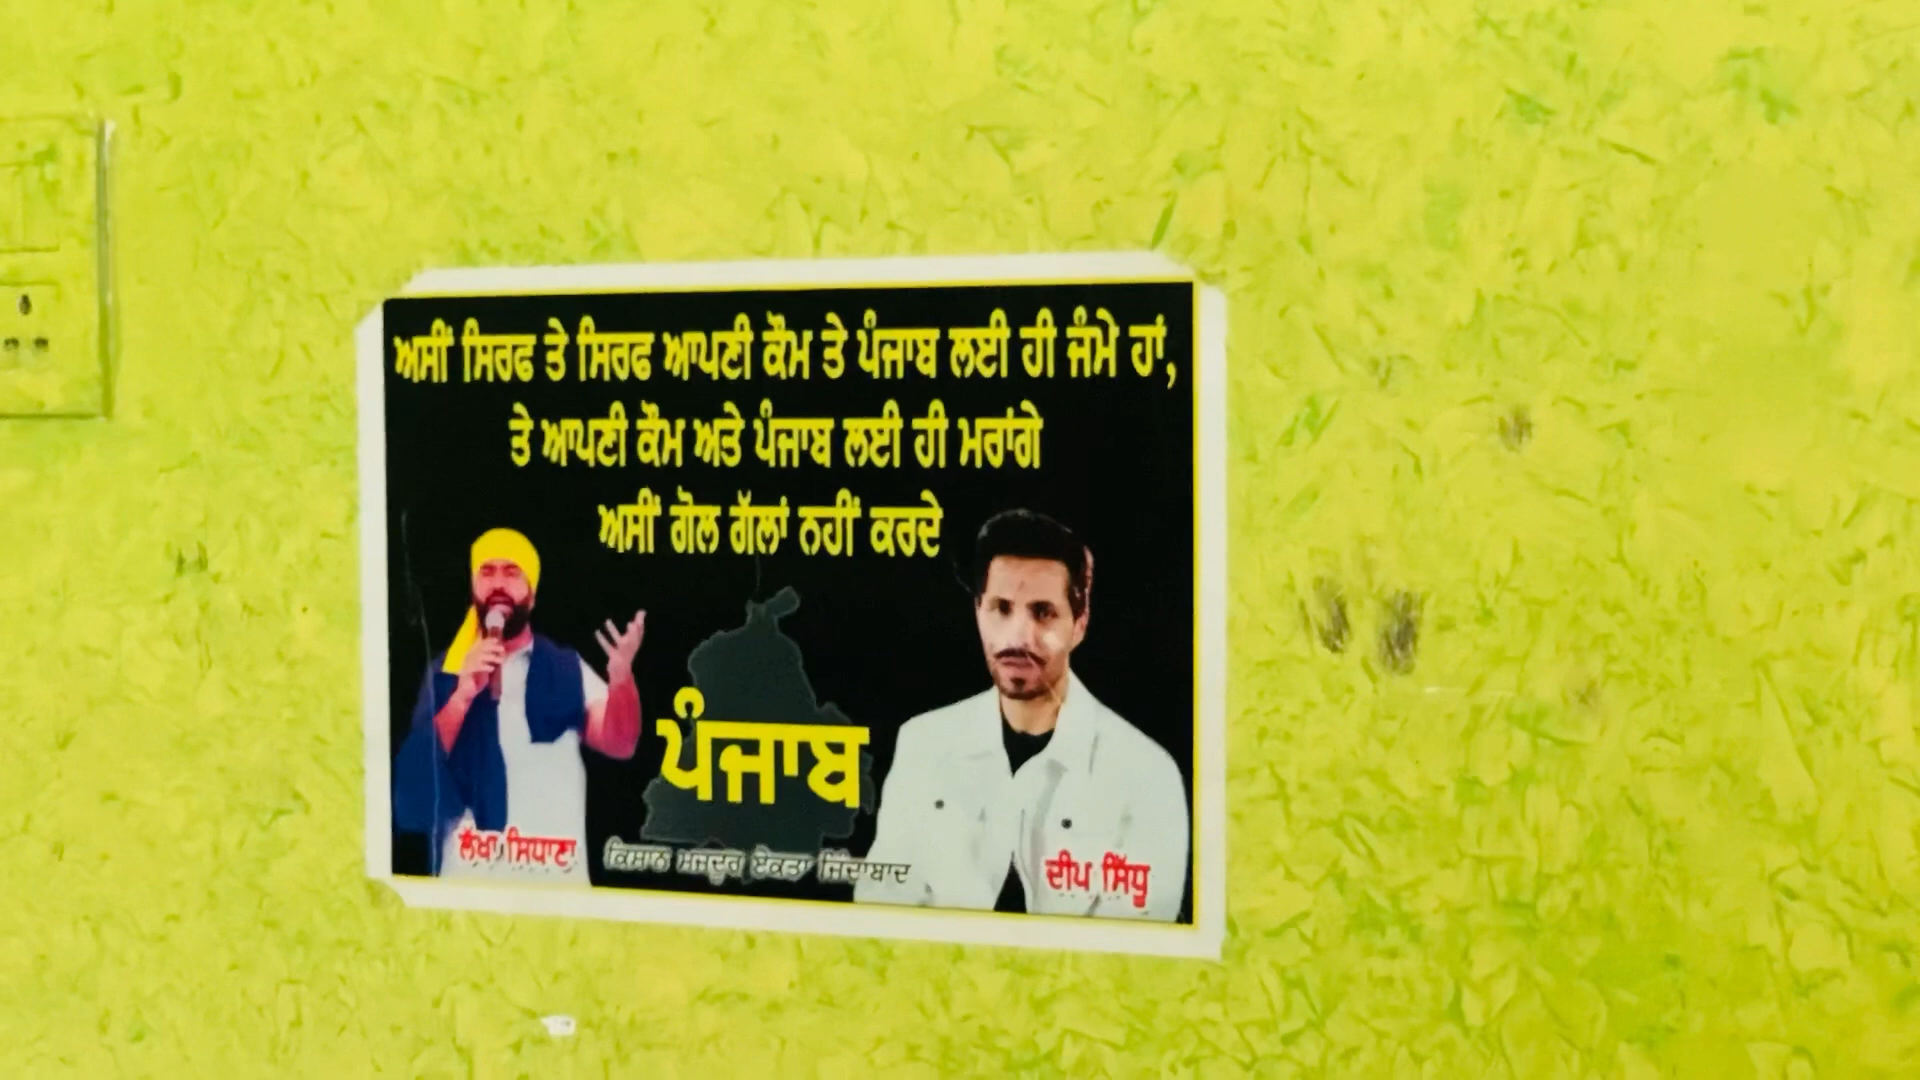 ਅਸੀਂ ਸਿਰਫ ਤੇ ਸਿਰਫ ਆਪਣੀ ਕੌਮ ਤੇ ਪੰਜਾਬ ਲਈ ਹੀ ਜੰਮੇ ਹਾਂ,
ਤੇ ਆਪਣੀ ਕੌਮ ਅਤੇ ਪੰਜਾਬ ਲਈ ਹੀ ਮਰਾਂਗੇ
ਅਸੀਂ ਗੋਲ ਗੱਲਾਂ ਨਹੀਂ ਕਰਦੇ
ਪੰਜਾਬ
ਲੱਖਾ ਸਿਧਾਣਾ
ਕਿਸਾਨ ਮਜਦੂਰ ਏਕਤਾ ਜਿੰਦਾਬਾਦ
ਦੀਪ ਸਿੱਧੂ